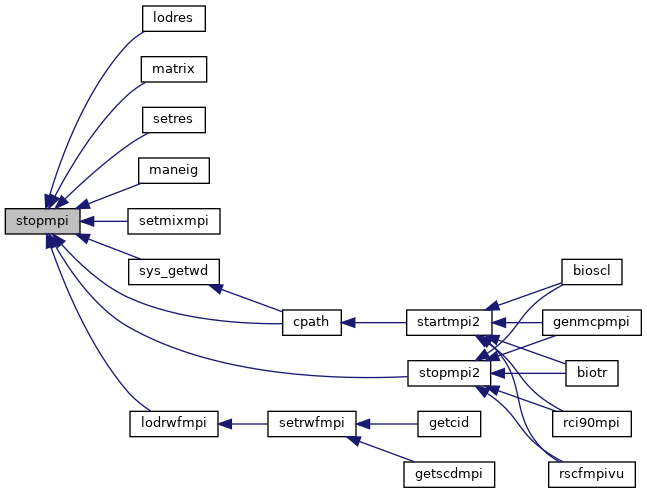 lodres
matrix
setres
maneig
stopmpi
setmixmpi
sys_getwd
bioscl
cpath
startmpi2
genmcpmpi
stopmpi2
biotr
lodrwfmpi
setrwfmpi
getcid
rci90mpi
getscdmpi
rscfmpivu